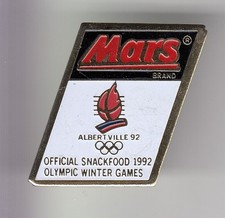 Mars ®
BRAND
ALBERTVILLE 92
OFFICIAL SNACKFOOD 1992
OLYMPIC WINTER GAMES